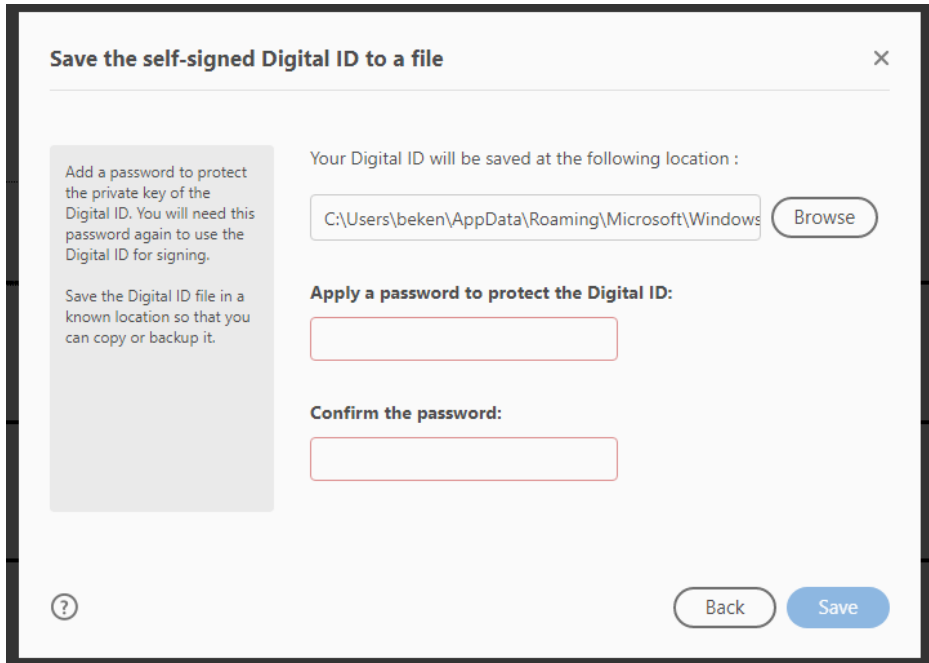 Save the self-signed Digital ID to a file
Add a password to protect
the private key of the
Digital ID. You will need this
password again to use the
Digital ID for signing.
Save the Digital ID file in a
known location so that you
can copy or backup it.
Your Digital ID will be saved at the following location :
C:\Users\beken\AppData\Roaming\Microsoft\Windows
Browse
Apply a password to protect the Digital ID:
Confirm the password:
?
Back
Save